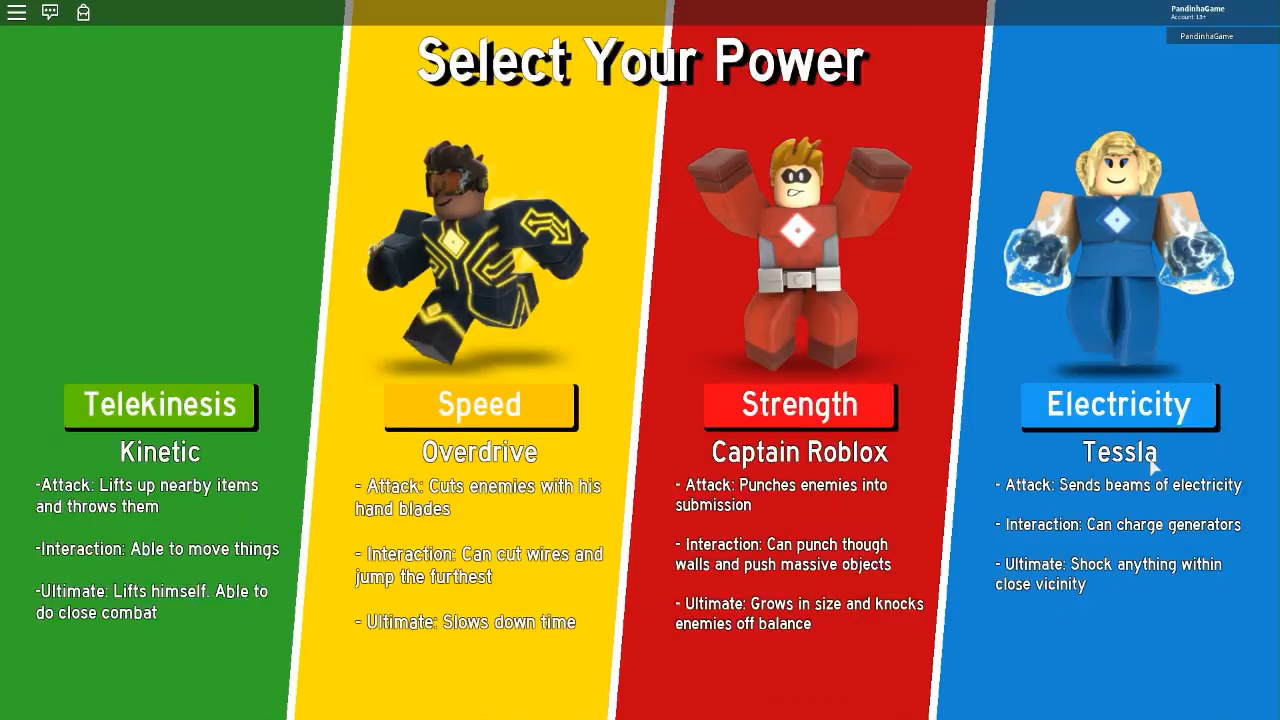 PandinhaGame
Account: 13+
PandinhaGame
Select Your Power
Telekinesis
Kinetic
-Attack: Lifts up nearby items
and throws them
-Interaction: Able to move things
-Ultimate: Lifts himself. Able to
do close combat
Speed
Overdrive
- Attack: Cuts enemies with his
hand blades
- Interaction: Can cut wires and
jump the furthest
- Ultimate: Slows down time
Strength
Captain Roblox
- Attack: Punches enemies into
submission
- Interaction: Can punch though
walls and push massive objects
- Ultimate: Grows in size and knocks
enemies off balance
Electricity
Tessla
- Attack: Sends beams of electricity
- Interaction: Can charge generators
- Ultimate: Shock anything within
close vicinity